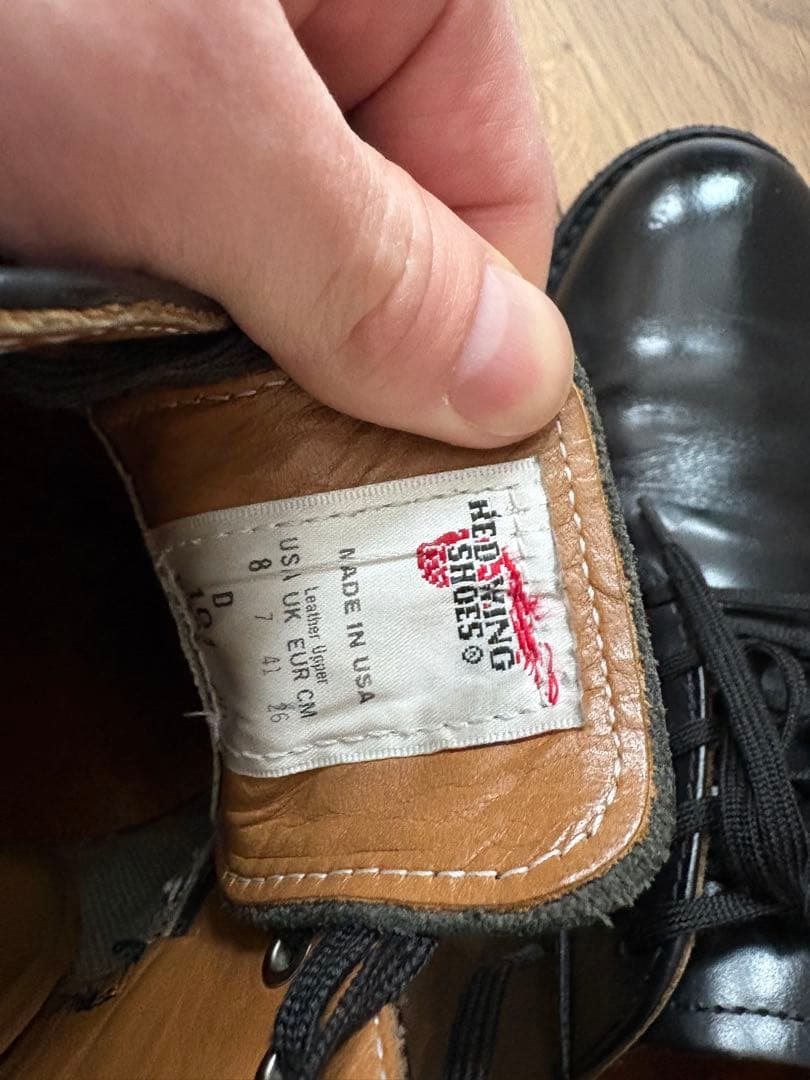 RED WING
SHOES®
MADE IN USA
Leather Upper
USA UK EUR CM
8 7 41 26
D